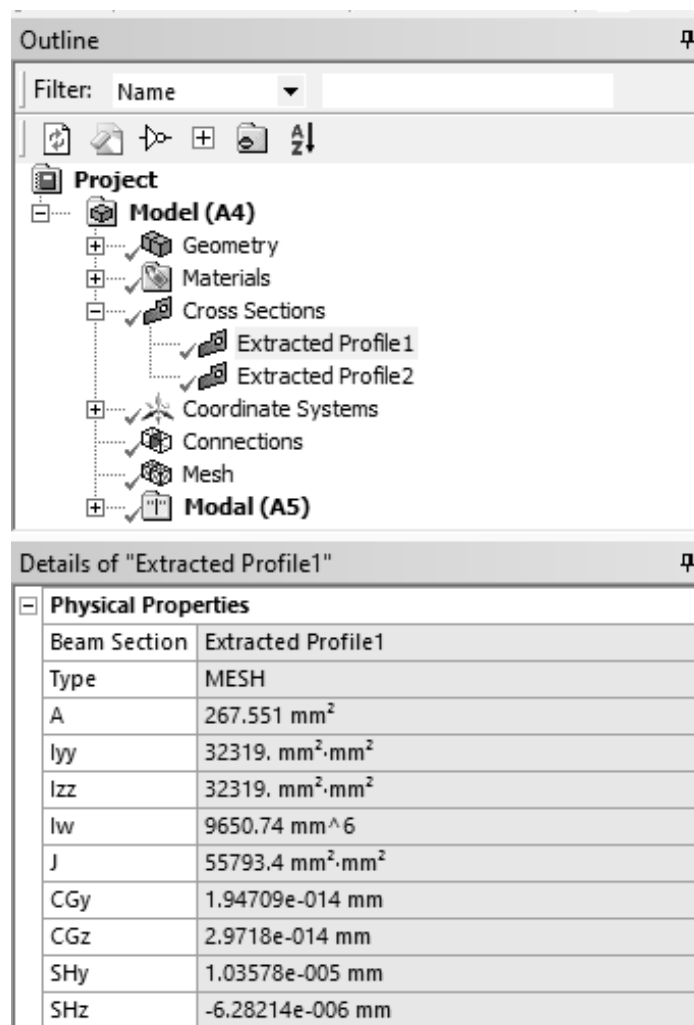 Outline
Filter: Name
Project
Model (A4)
Geometry
Materials
Cross Sections
Extracted Profile1
Extracted Profile2
Coordinate Systems
Connections
Mesh
Modal (A5)
Details of "Extracted Profile1"
Physical Properties
Beam Section Extracted Profile1
Type MESH
A 267.551 mm²
Iyy 32319. mm²·mm²
Izz 32319. mm²·mm²
Iw 9650.74 mm^6
J 55793.4 mm²·mm²
CGy 1.94709e-014 mm
CGz 2.9718e-014 mm
SHy 1.03578e-005 mm
SHz -6.28214e-006 mm